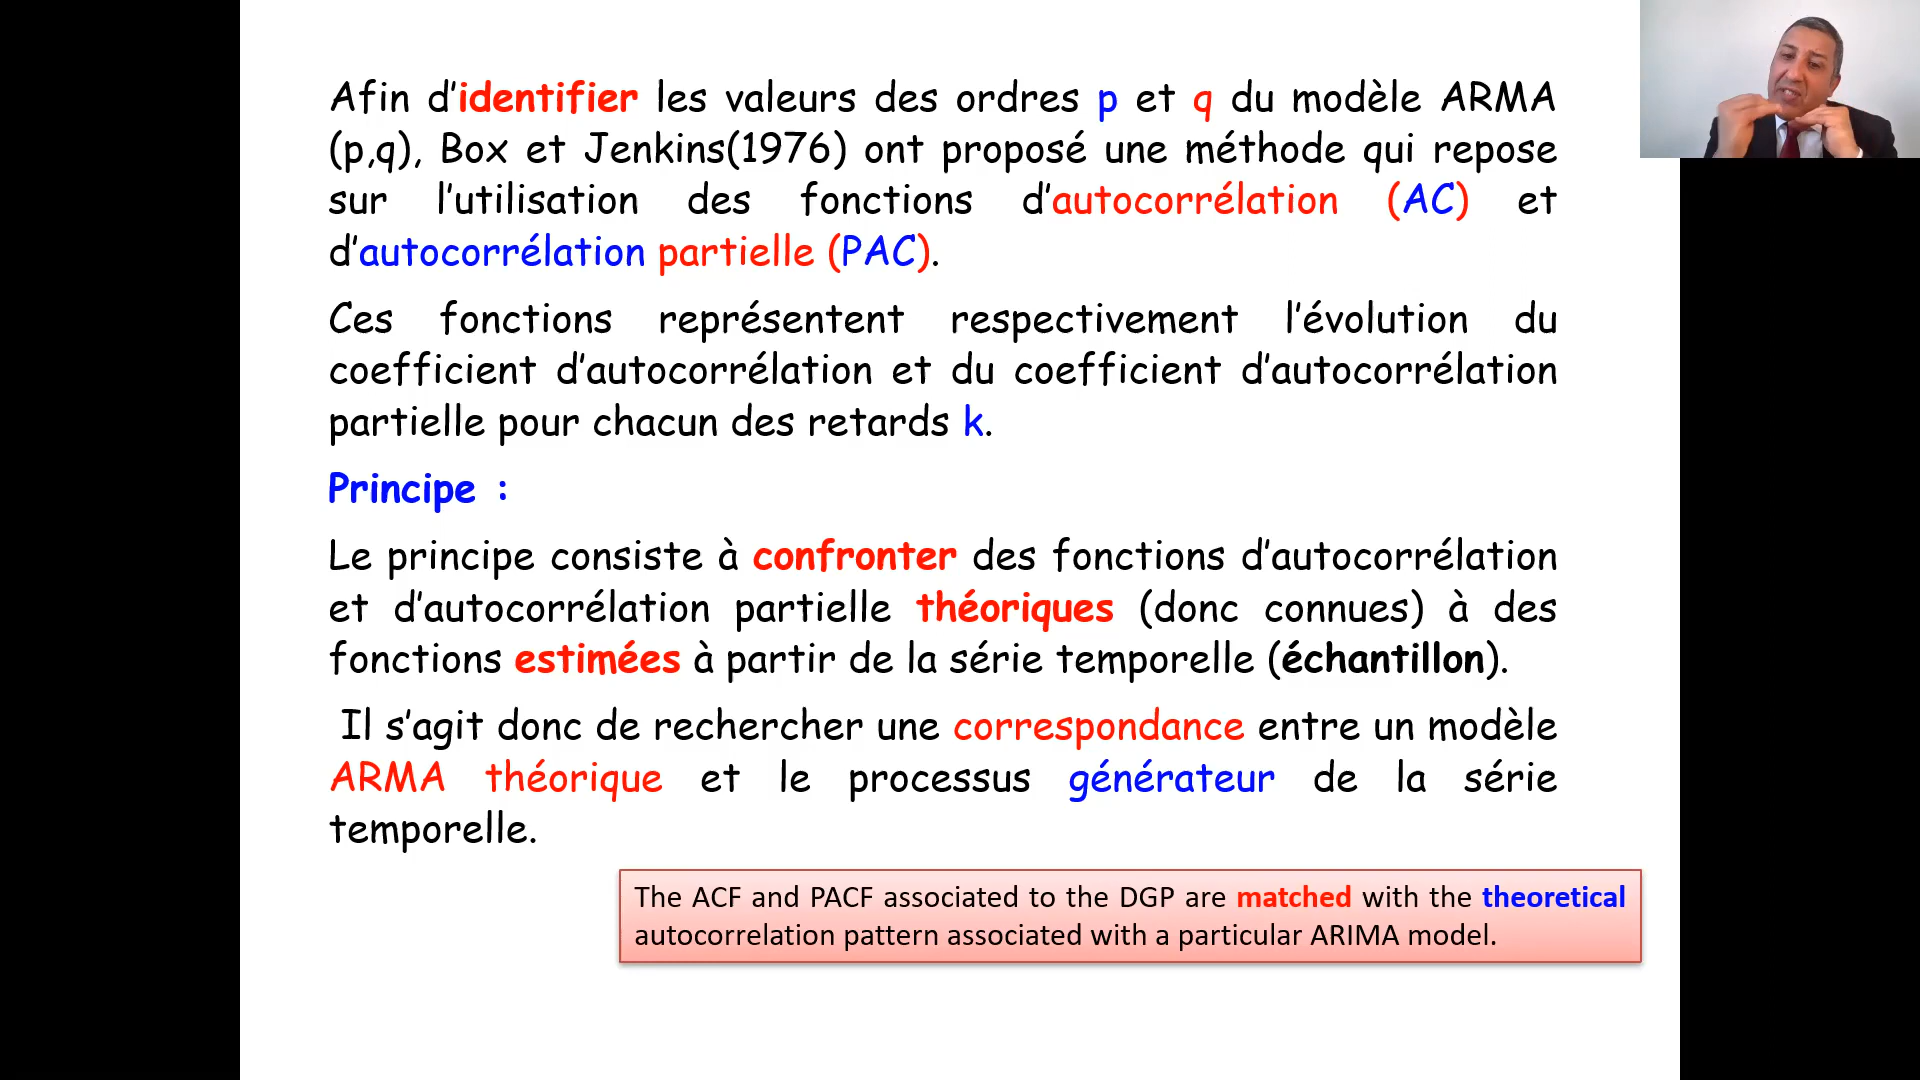 Afin d'identifier les valeurs des ordres p et q du modèle ARMA
(p,q), Box et Jenkins(1976) ont proposé une méthode qui repose
sur l'utilisation des fonctions d'autocorrélation (AC) et
d'autocorrélation partielle (PAC).
Ces fonctions représentent respectivement l'évolution du
coefficient d'autocorrélation et du coefficient d'autocorrélation
partielle pour chacun des retards k.
Principe :
Le principe consiste à confronter des fonctions d'autocorrélation
et d'autocorrélation partielle théoriques (donc connues) à des
fonctions estimées à partir de la série temporelle (échantillon).
Il s'agit donc de rechercher une correspondance entre un modèle
ARMA théorique et le processus générateur de la série
temporelle.
The ACF and PACF associated to the DGP are matched with the theoretical
autocorrelation pattern associated with a particular ARIMA model.